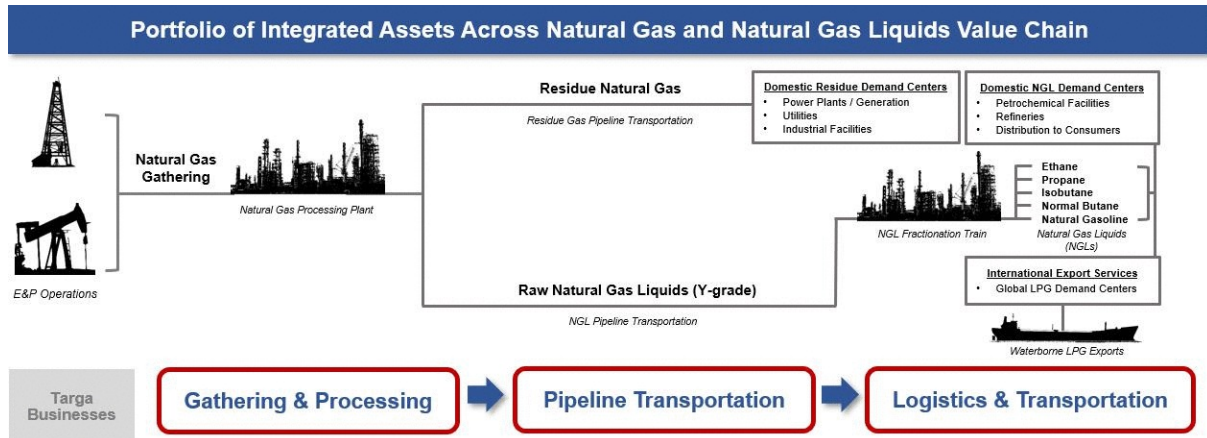 Portfolio of Integrated Assets Across Natural Gas and Natural Gas Liquids Value Chain
E&P Operations
Natural Gas
Gathering
Natural Gas Processing Plant
Residue Natural Gas
Residue Gas Pipeline Transportation
Domestic Residue Demand Centers
• Power Plants / Generation
• Utilities
• Industrial Facilities
Domestic NGL Demand Centers
• Petrochemical Facilities
• Refineries
• Distribution to Consumers
Raw Natural Gas Liquids (Y-grade)
NGL Pipeline Transportation
NGL Fractionation Train
Ethane
Propane
Isobutane
Normal Butane
Natural Gasoline
Natural Gas Liquids
(NGLs)
International Export Services
• Global LPG Demand Centers
Waterborne LPG Exports
Targa
Businesses
Gathering & Processing
Pipeline Transportation
Logistics & Transportation